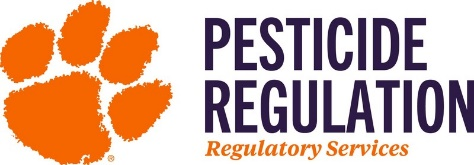 PESTICIDE
REGULATION
Regulatory Services
®